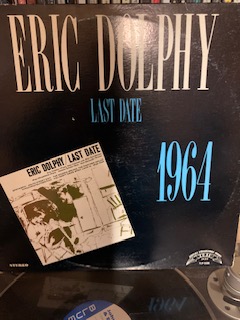 ERIC DOLPHY
LAST DATE
1964
ERIC DOLPHY/LAST DATE
STEREO